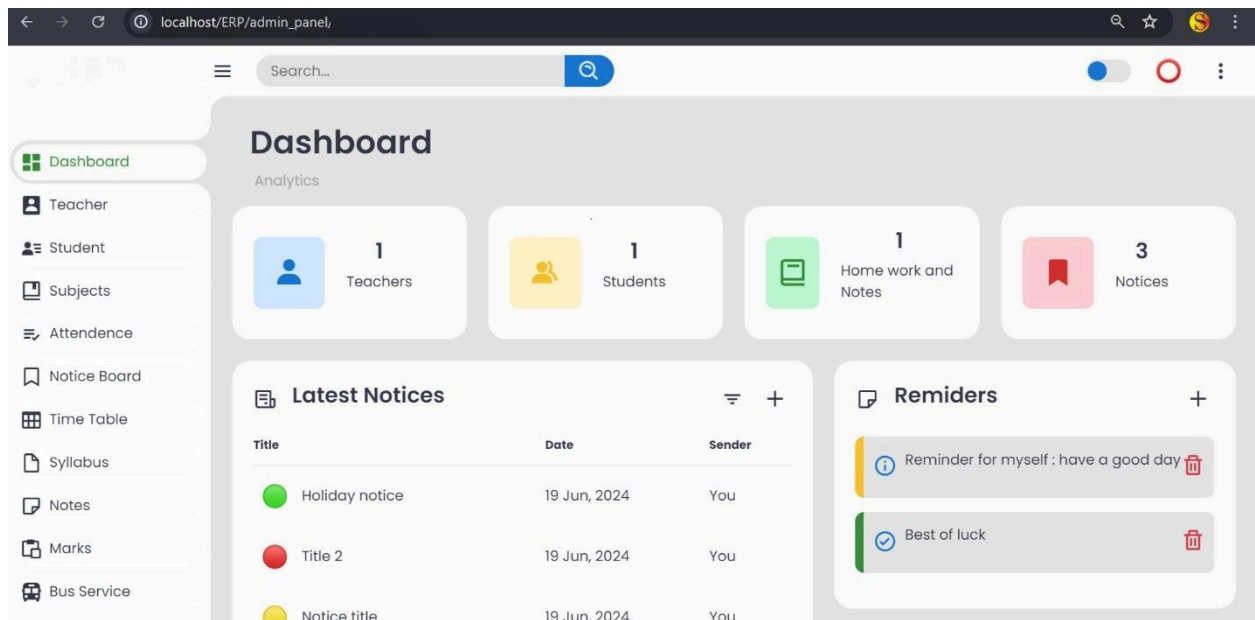 localhost/ERP/admin_panel/
Search...
Dashboard
Analytics
Dashboard
Teacher
Student
Subjects
Attendence
Notice Board
Time Table
Syllabus
Notes
Marks
Bus Service
1
Teachers
1
Students
1
Home work and
Notes
3
Notices
Latest Notices
Title Date Sender
Holiday notice 19 Jun, 2024 You
Title 2 19 Jun, 2024 You
Notice title 19 Jun, 2024 You
Remiders
Reminder for myself : have a good day
Best of luck